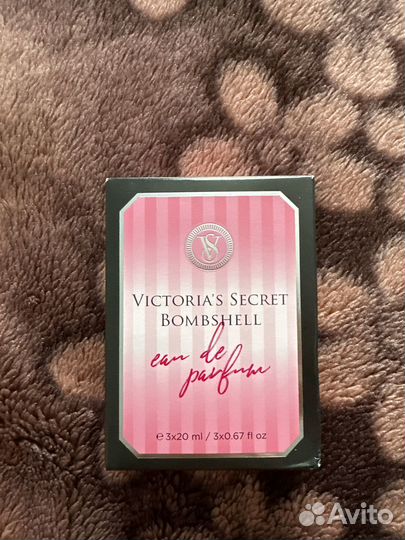 VS
VICTORIA'S SECRET
BOMBSHELL
eau de
parfum
℮ 3x20 ml / 3x0.67 fl oz
Avito